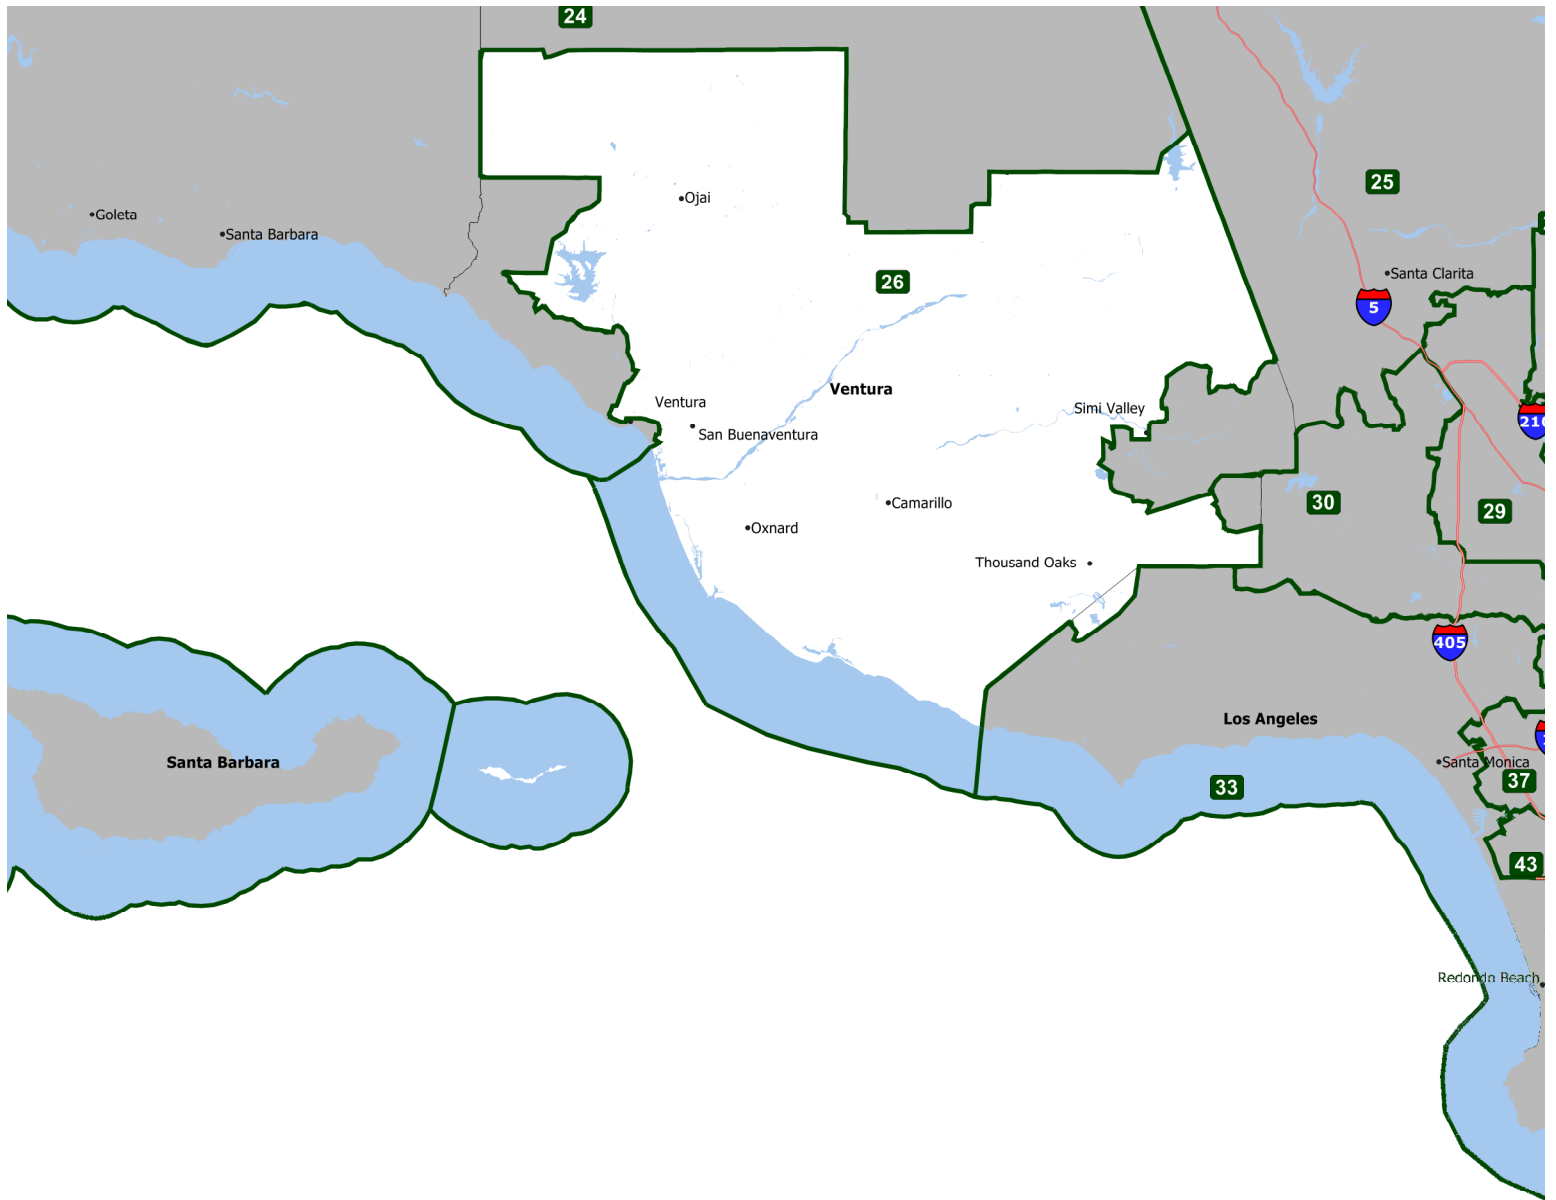 24
25
Ojai
Goleta
Santa Barbara
Santa Clarita
26
5
Ventura
Ventura
Simi Valley
210
San Buenaventura
Camarillo
30
29
Oxnard
Thousand Oaks
405
Los Angeles
Santa Barbara
Santa Monica
37
33
43
Redondo Beach